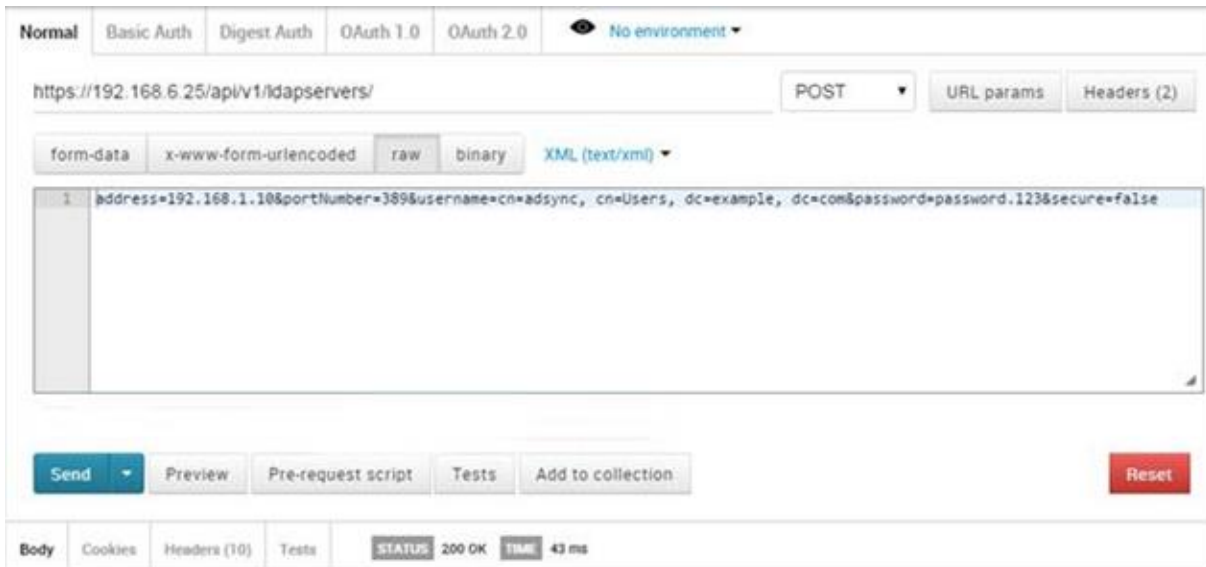 Normal Basic Auth Digest Auth OAuth 1.0 OAuth 2.0 No environment
https://192.168.6.25/api/v1/ldapservers/ POST URL params Headers (2)
form-data x-www-form-urlencoded raw binary XML (text/xml)
1 address=192.168.1.10&portNumber=389&username=cn=adsync, cn=Users, dc=example, dc=com&password=password.123&secure=false
Send Preview Pre-request script Tests Add to collection Reset
Body Cookies Headers (10) Tests STATUS 200 OK TIME 43 ms